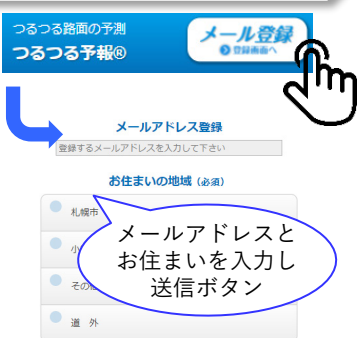 つるつる路面の予測
つるつる予報®
メール登録
登録画面へ
メールアドレス登録
登録するメールアドレスを入力して下さい
お住まいの地域（必須）
札幌市
小
その他
道 外
メールアドレスと
お住まいを入力し
送信ボタン